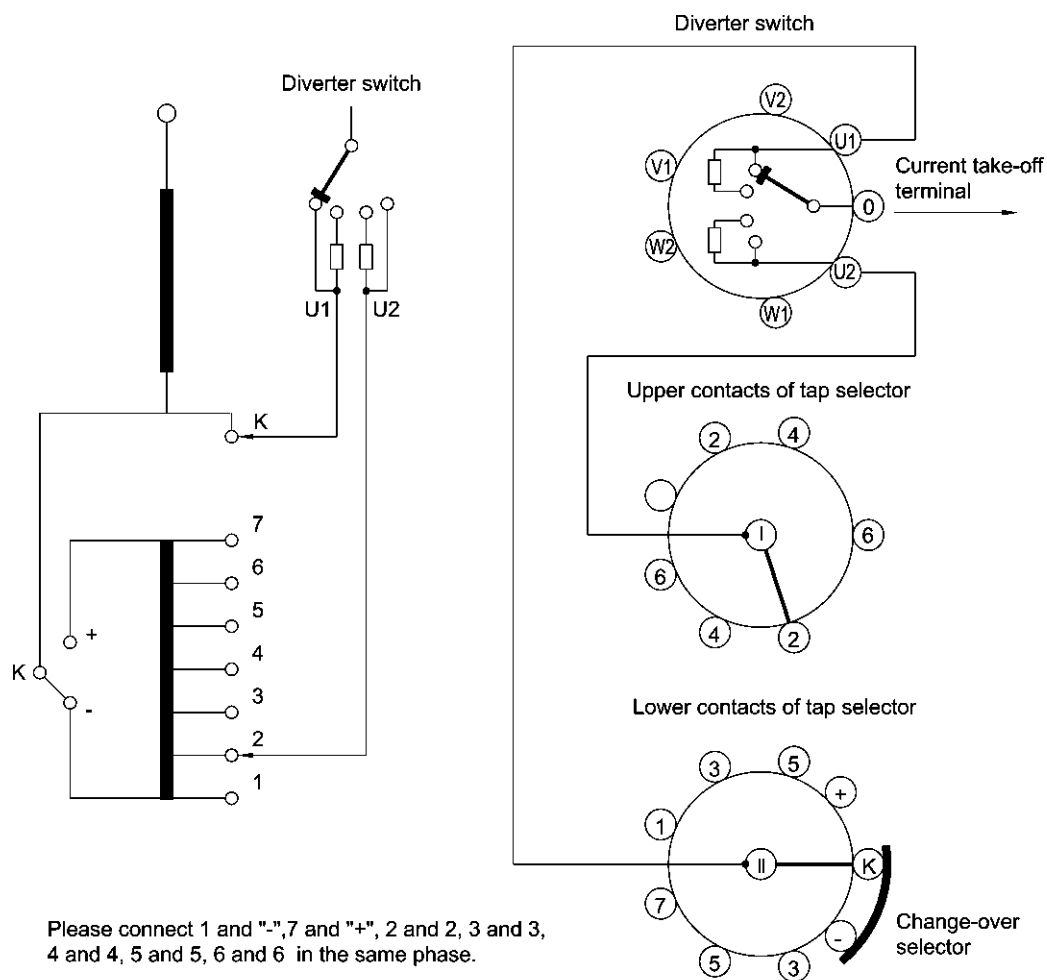 Diverter switch
U1
U2
K
7
6
5
4
3
2
1
+
K
-
Please connect 1 and "-",7 and "+", 2 and 2, 3 and 3,
4 and 4, 5 and 5, 6 and 6 in the same phase.
Diverter switch
V2
U1
V1
0
W2
U2
W1
Current take-off
terminal
Upper contacts of tap selector
2
4
I
6
6
4
2
Lower contacts of tap selector
3
5
+
1
II
K
7
-
5
3
Change-over
selector